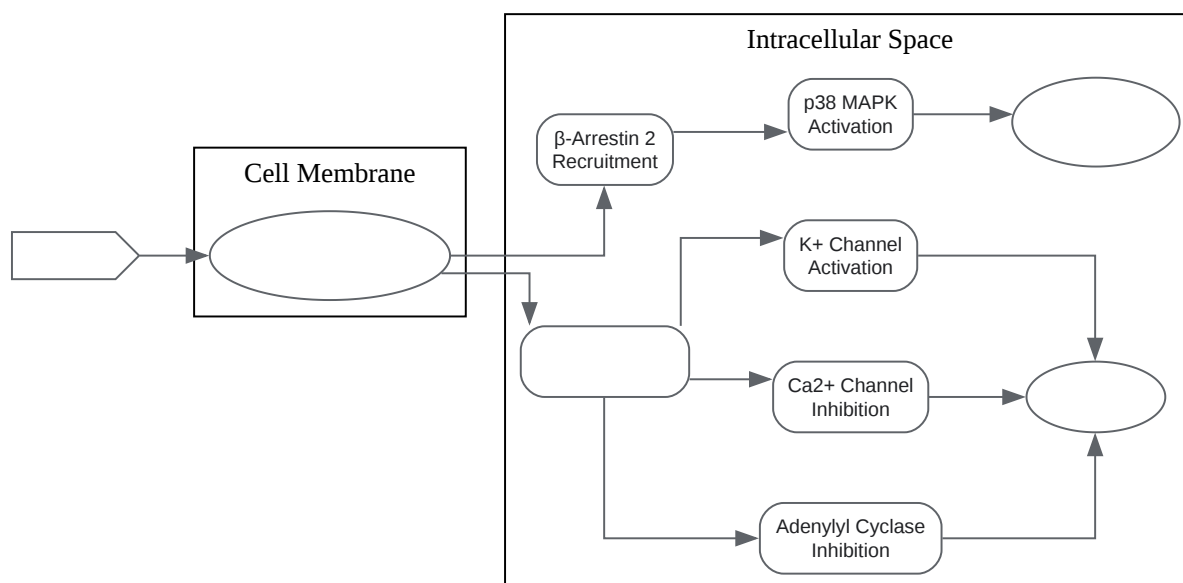 Intracellular Space
p38 MAPK
Activation
β-Arrestin 2
Recruitment
Cell Membrane
K+ Channel
Activation
Ca2+ Channel
Inhibition
Adenylyl Cyclase
Inhibition